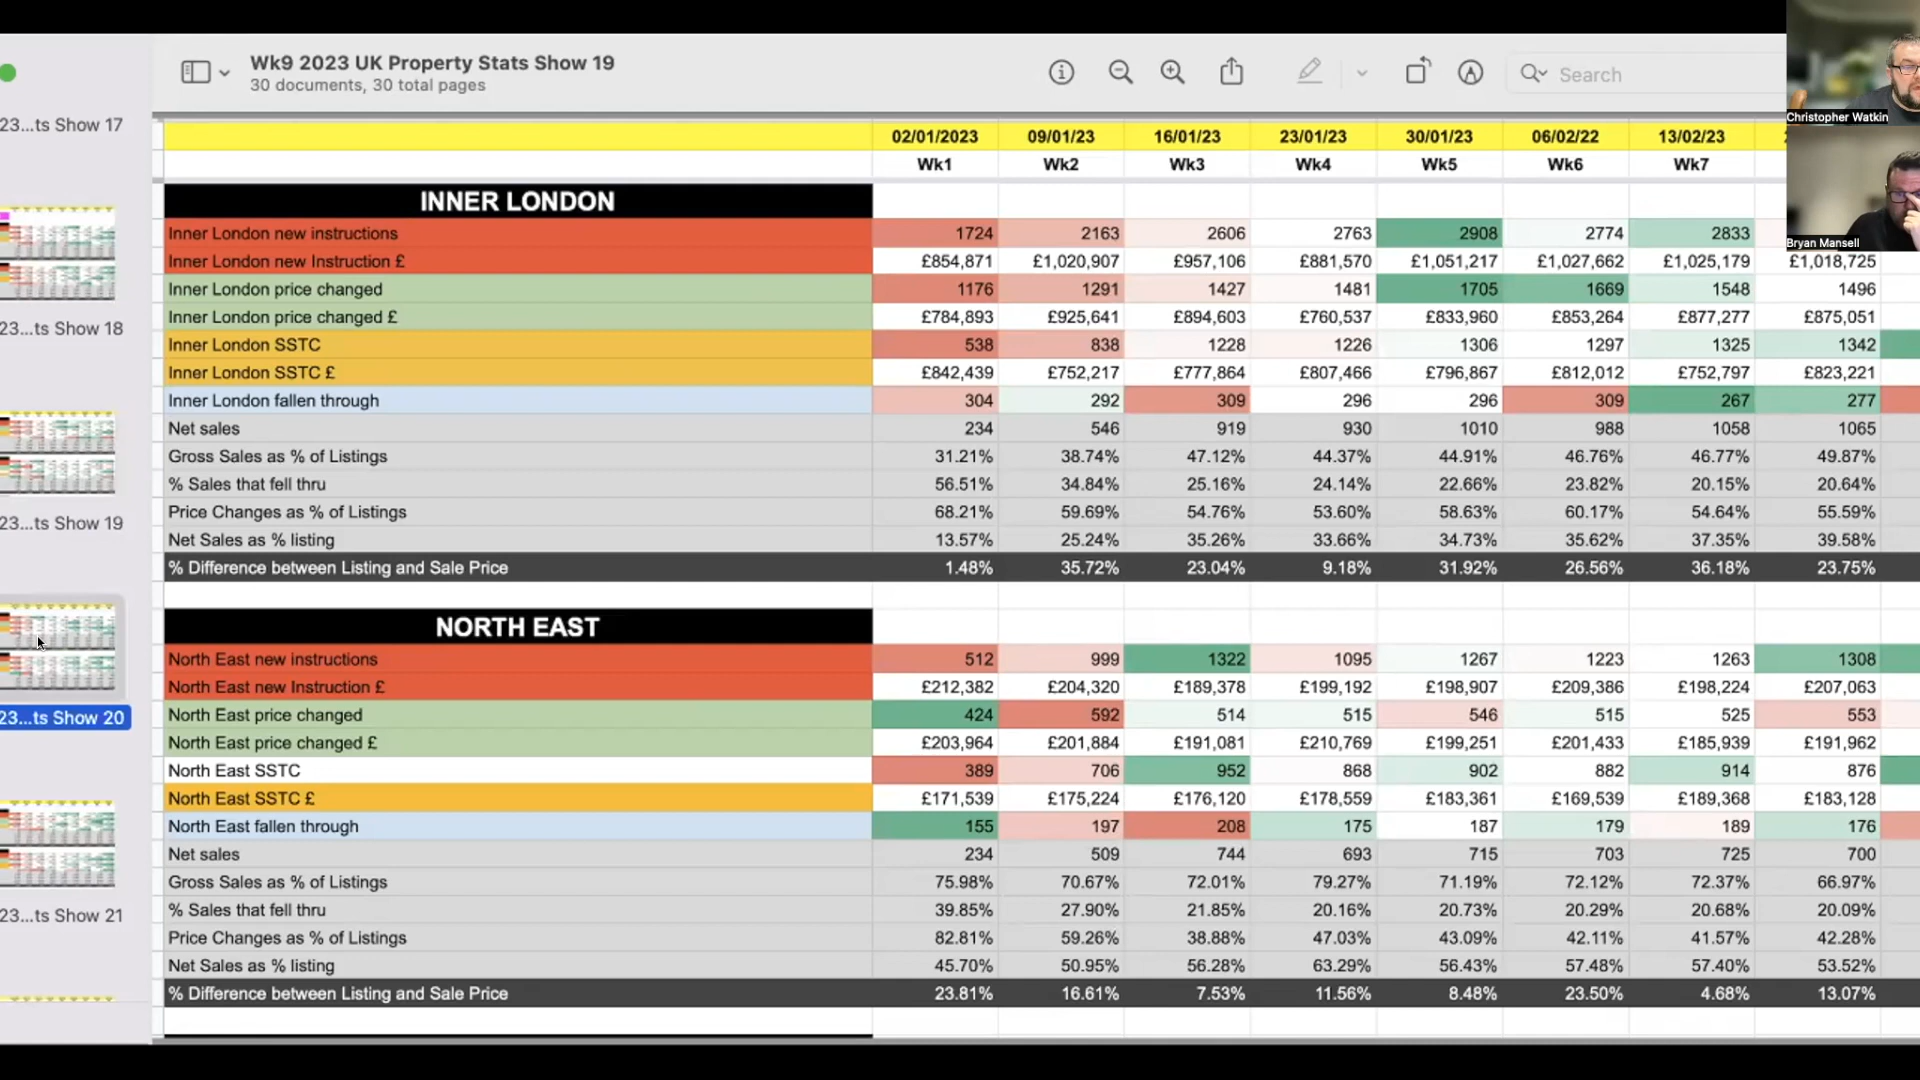 Wk9 2023 UK Property Stats Show 19
30 documents, 30 total pages
Search
Christopher Watkin
Bryan Mansell
23...ts Show 17
23...ts Show 18
23...ts Show 19
23...ts Show 20
23...ts Show 21
02/01/2023 09/01/23 16/01/23 23/01/23 30/01/23 06/02/22 13/02/23
Wk1 Wk2 Wk3 Wk4 Wk5 Wk6 Wk7
INNER LONDON
Inner London new instructions 1724 2163 2606 2763 2908 2774 2833
Inner London new Instruction £ £854,871 £1,020,907 £957,106 £881,570 £1,051,217 £1,027,662 £1,025,179 £1,018,725
Inner London price changed 1176 1291 1427 1481 1705 1669 1548 1496
Inner London price changed £ £784,893 £925,641 £894,603 £760,537 £833,960 £853,264 £877,277 £875,051
Inner London SSTC 538 838 1228 1226 1306 1297 1325 1342
Inner London SSTC £ £842,439 £752,217 £777,864 £807,466 £796,867 £812,012 £752,797 £823,221
Inner London fallen through 304 292 309 296 296 309 267 277
Net sales 234 546 919 930 1010 988 1058 1065
Gross Sales as % of Listings 31.21% 38.74% 47.12% 44.37% 44.91% 46.76% 46.77% 49.87%
% Sales that fell thru 56.51% 34.84% 25.16% 24.14% 22.66% 23.82% 20.15% 20.64%
Price Changes as % of Listings 68.21% 59.69% 54.76% 53.60% 58.63% 60.17% 54.64% 55.59%
Net Sales as % listing 13.57% 25.24% 35.26% 33.66% 34.73% 35.62% 37.35% 39.58%
% Difference between Listing and Sale Price 1.48% 35.72% 23.04% 9.18% 31.92% 26.56% 36.18% 23.75%
NORTH EAST
North East new instructions 512 999 1322 1095 1267 1223 1263 1308
North East new Instruction £ £212,382 £204,320 £189,378 £199,192 £198,907 £209,386 £198,224 £207,063
North East price changed 424 592 514 515 546 515 525 553
North East price changed £ £203,964 £201,884 £191,081 £210,769 £199,251 £201,433 £185,939 £191,962
North East SSTC 389 706 952 868 902 882 914 876
North East SSTC £ £171,539 £175,224 £176,120 £178,559 £183,361 £169,539 £189,368 £183,128
North East fallen through 155 197 208 175 187 179 189 176
Net sales 234 509 744 693 715 703 725 700
Gross Sales as % of Listings 75.98% 70.67% 72.01% 79.27% 71.19% 72.12% 72.37% 66.97%
% Sales that fell thru 39.85% 27.90% 21.85% 20.16% 20.73% 20.29% 20.68% 20.09%
Price Changes as % of Listings 82.81% 59.26% 38.88% 47.03% 43.09% 42.11% 41.57% 42.28%
Net Sales as % listing 45.70% 50.95% 56.28% 63.29% 56.43% 57.48% 57.40% 53.52%
% Difference between Listing and Sale Price 23.81% 16.61% 7.53% 11.56% 8.48% 23.50% 4.68% 13.07%